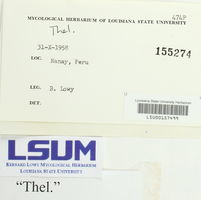 474P
MYCOLOGICAL HERBARIUM OF LOUISIANA STATE UNIVERSITY
Thel.
31-X-1958
155274
LOC. Nanay, Peru
LEG. B. Lowy
DET.
Louisiana State University Herbarium
LSUM
BERNARD LOWY MYCOLOGICAL HERBARIUM
LOUISIANA STATE UNIVERSITY
“Thel.”